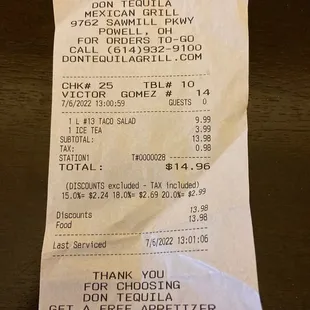 DON TEQUILA
MEXICAN GRILL
9762 SAWMILL PKWY
POWELL, OH
FOR ORDERS TO-GO
CALL (614)932-9100
DONTEQUILAGRILL.COM
CHK# 25 TBL# 10
VICTOR GOMEZ # 14
7/6/2022 13:00:59 GUESTS 0
1 L #13 TACO SALAD 9.99
1 ICE TEA 3.99
SUBTOTAL: 13.98
TAX: 0.98
STATION1 T#0000028
TOTAL: $14.96
(DISCOUNTS excluded - TAX included)
15.0%= $2.24 18.0%= $2.69 20.0%= $2.99
Discounts 13.98
Food 13.98
Last Serviced 7/6/2022 13:01:06
THANK YOU
FOR CHOOSING
DON TEQUILA
GET A FREE APPETIZER